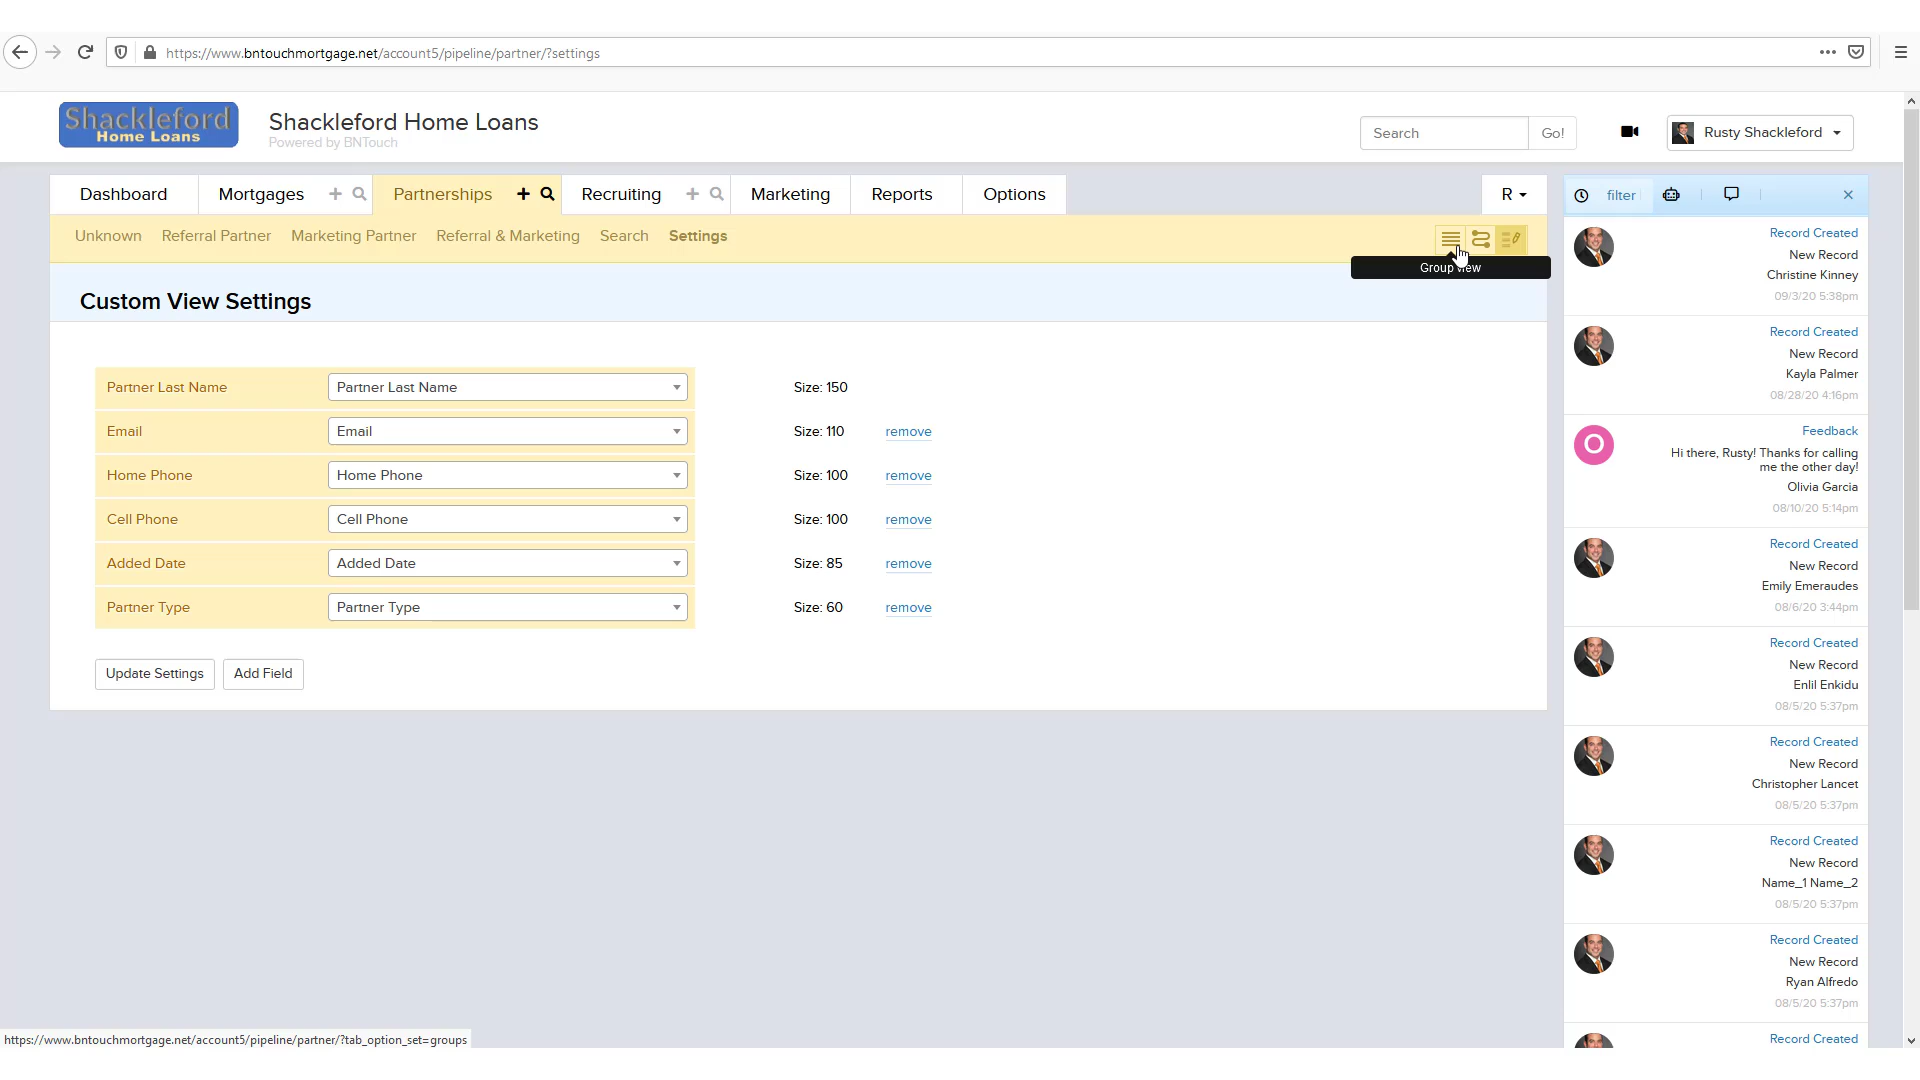 https://www.bntouchmortgage.net/account5/pipeline/partner/?settings
Shackleford
Home Loans
Shackleford Home Loans
Powered by BNTouch
Search
Go!
Rusty Shackleford
Dashboard
Mortgages
Partnerships
Recruiting
Marketing
Reports
Options
R
filter
Unknown
Referral Partner
Marketing Partner
Referral & Marketing
Search
Settings
Group view
Custom View Settings
Partner Last Name
Partner Last Name
Size: 150
Email
Email
Size: 110
remove
Home Phone
Home Phone
Size: 100
remove
Cell Phone
Cell Phone
Size: 100
remove
Added Date
Added Date
Size: 85
remove
Partner Type
Partner Type
Size: 60
remove
Update Settings
Add Field
Record Created
New Record
Christine Kinney
09/3/20 5:38pm
Record Created
New Record
Kayla Palmer
08/28/20 4:16pm
O
Feedback
Hi there, Rusty! Thanks for calling
me the other day!
Olivia Garcia
08/10/20 5:14pm
Record Created
New Record
Emily Emeraudes
08/6/20 3:44pm
Record Created
New Record
Enlil Enkidu
08/5/20 5:37pm
Record Created
New Record
Christopher Lancet
08/5/20 5:37pm
Record Created
New Record
Name_1 Name_2
08/5/20 5:37pm
Record Created
New Record
Ryan Alfredo
08/5/20 5:37pm
Record Created
https://www.bntouchmortgage.net/account5/pipeline/partner/?tab_option_set=groups